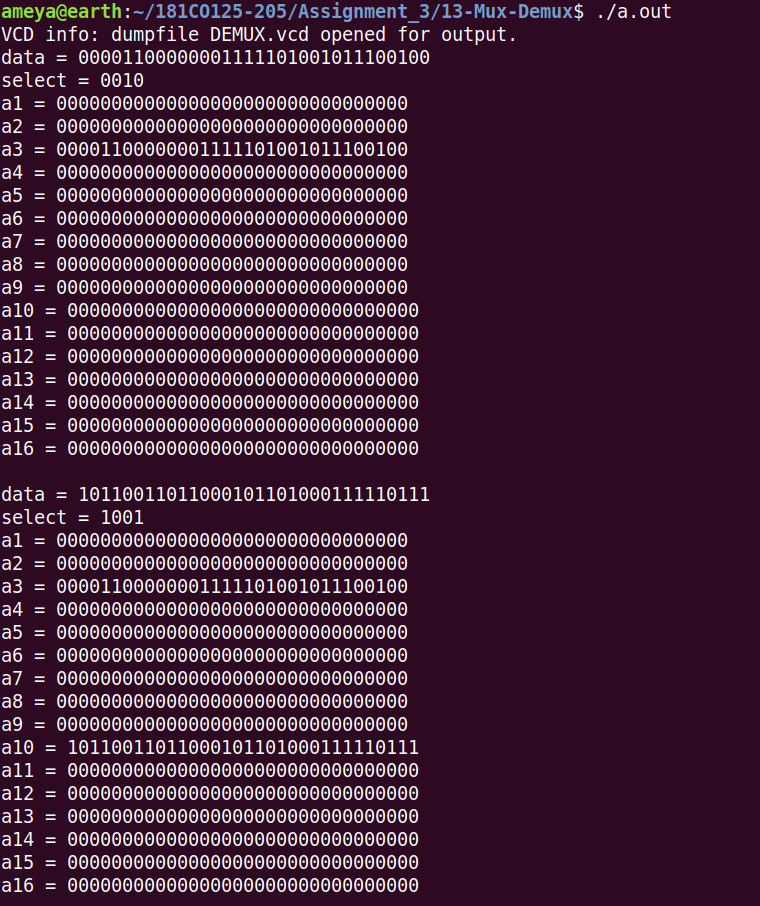 ameya@earth:~/181CO125-205/Assignment_3/13-Mux-Demux$ ./a.out
VCD info: dumpfile DEMUX.vcd opened for output.
data = 00001100000001111101001011100100
select = 0010
a1 = 00000000000000000000000000000000
a2 = 00000000000000000000000000000000
a3 = 00001100000001111101001011100100
a4 = 00000000000000000000000000000000
a5 = 00000000000000000000000000000000
a6 = 00000000000000000000000000000000
a7 = 00000000000000000000000000000000
a8 = 00000000000000000000000000000000
a9 = 00000000000000000000000000000000
a10 = 00000000000000000000000000000000
a11 = 00000000000000000000000000000000
a12 = 00000000000000000000000000000000
a13 = 00000000000000000000000000000000
a14 = 00000000000000000000000000000000
a15 = 00000000000000000000000000000000
a16 = 00000000000000000000000000000000
data = 10110011011000101101000111110111
select = 1001
a1 = 00000000000000000000000000000000
a2 = 00000000000000000000000000000000
a3 = 00001100000001111101001011100100
a4 = 00000000000000000000000000000000
a5 = 00000000000000000000000000000000
a6 = 00000000000000000000000000000000
a7 = 00000000000000000000000000000000
a8 = 00000000000000000000000000000000
a9 = 00000000000000000000000000000000
a10 = 10110011011000101101000111110111
a11 = 00000000000000000000000000000000
a12 = 00000000000000000000000000000000
a13 = 00000000000000000000000000000000
a14 = 00000000000000000000000000000000
a15 = 00000000000000000000000000000000
a16 = 00000000000000000000000000000000